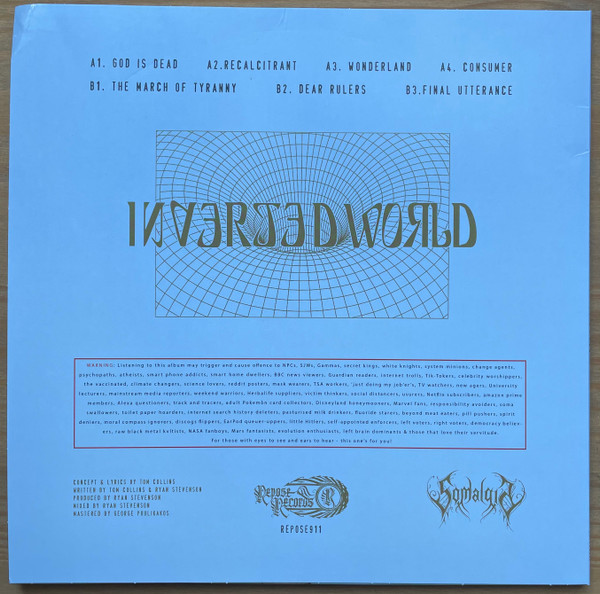 A1. GOD IS DEAD A2.RECALCITRANT A3. WONDERLAND A4. CONSUMER
B1. THE MARCH OF TYRANNY B2. DEAR RULERS B3.FINAL UTTERANCE
INVERTED WORLD
WARNING: Listening to this album may trigger and cause offense to NPCs, SJWs, Gammas, secret kings, white knights, system minions, change agents,
psychopaths, atheists, smart phone addicts, smart home dwellers, BBC news viewers, Guardian readers, internet trolls, Tik-Tokers, celebrity worshippers,
the vaccinated, climate changers, science lovers, reddit posters, mask wearers, TSA workers, 'just doing my job'ers, TV watchers, new agers, University
lecturers, mainstream media reporters, weekend warriors, Herbalife suppliers, victim thinkers, social distancers, usurers, Netflix subscribers, amazon prime
members, Alexa questioners, track and tracers, adult Pokemon card collectors, Disneyland honeymooners, Marvel fans, responsibility avoiders, soma
swallowers, toilet paper hoarders, internet search history deleters, pasturised milk drinkers, fluoride starers, beyond meat eaters, pill pushers, spirit
deniers, moral compass ignorers, discogs flippers, EarPod queuer-uppers, little hitlers, self-appointed enforcers, left voters, right voters, democracy believ-
ers, raw black metal kvltists, NASA fanboys, Mars fantasists, evolution enthusiasts, left brain dominants & those that love their servitude.
For those with eyes to see and ears to hear - this one's for you!
CONCEPT & LYRICS BY TOM COLLINS
WRITTEN BY TOM COLLINS & RYAN STEVENSON
PRODUCED BY RYAN STEVENSON
MIXED BY RYAN STEVENSON
MASTERED BY GEORGE POULIKAKOS
Repose Records RR
REPOSE911
Sqmalgia